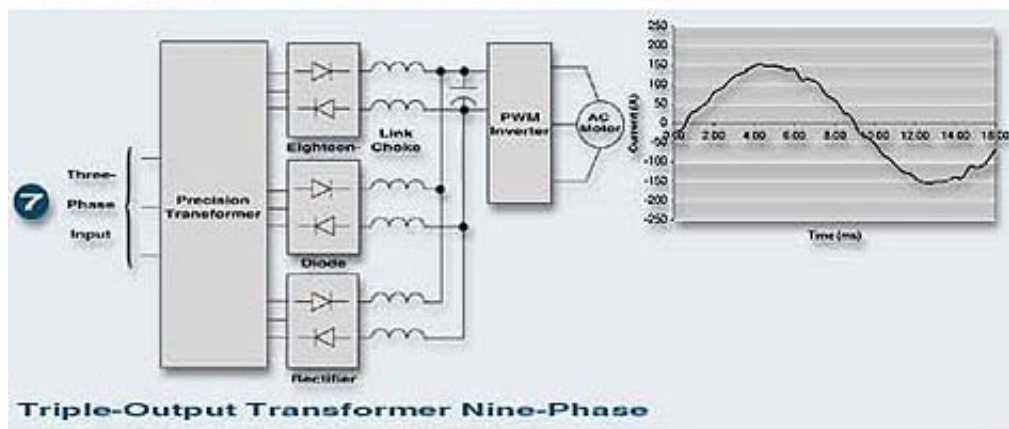 7
Three-
Phase
Input
Precision
Transformer
Eighteen-
Diode
Rectifier
Link
Choke
PWM
Inverter
AC
Motor
250
200
150
100
50
0
-50
-100
-150
-200
-250
Current(A)
0.00 2.00 4.00 6.00 8.00 10.00 12.00 14.00 16.00
Time (ms)
Triple-Output Transformer Nine-Phase